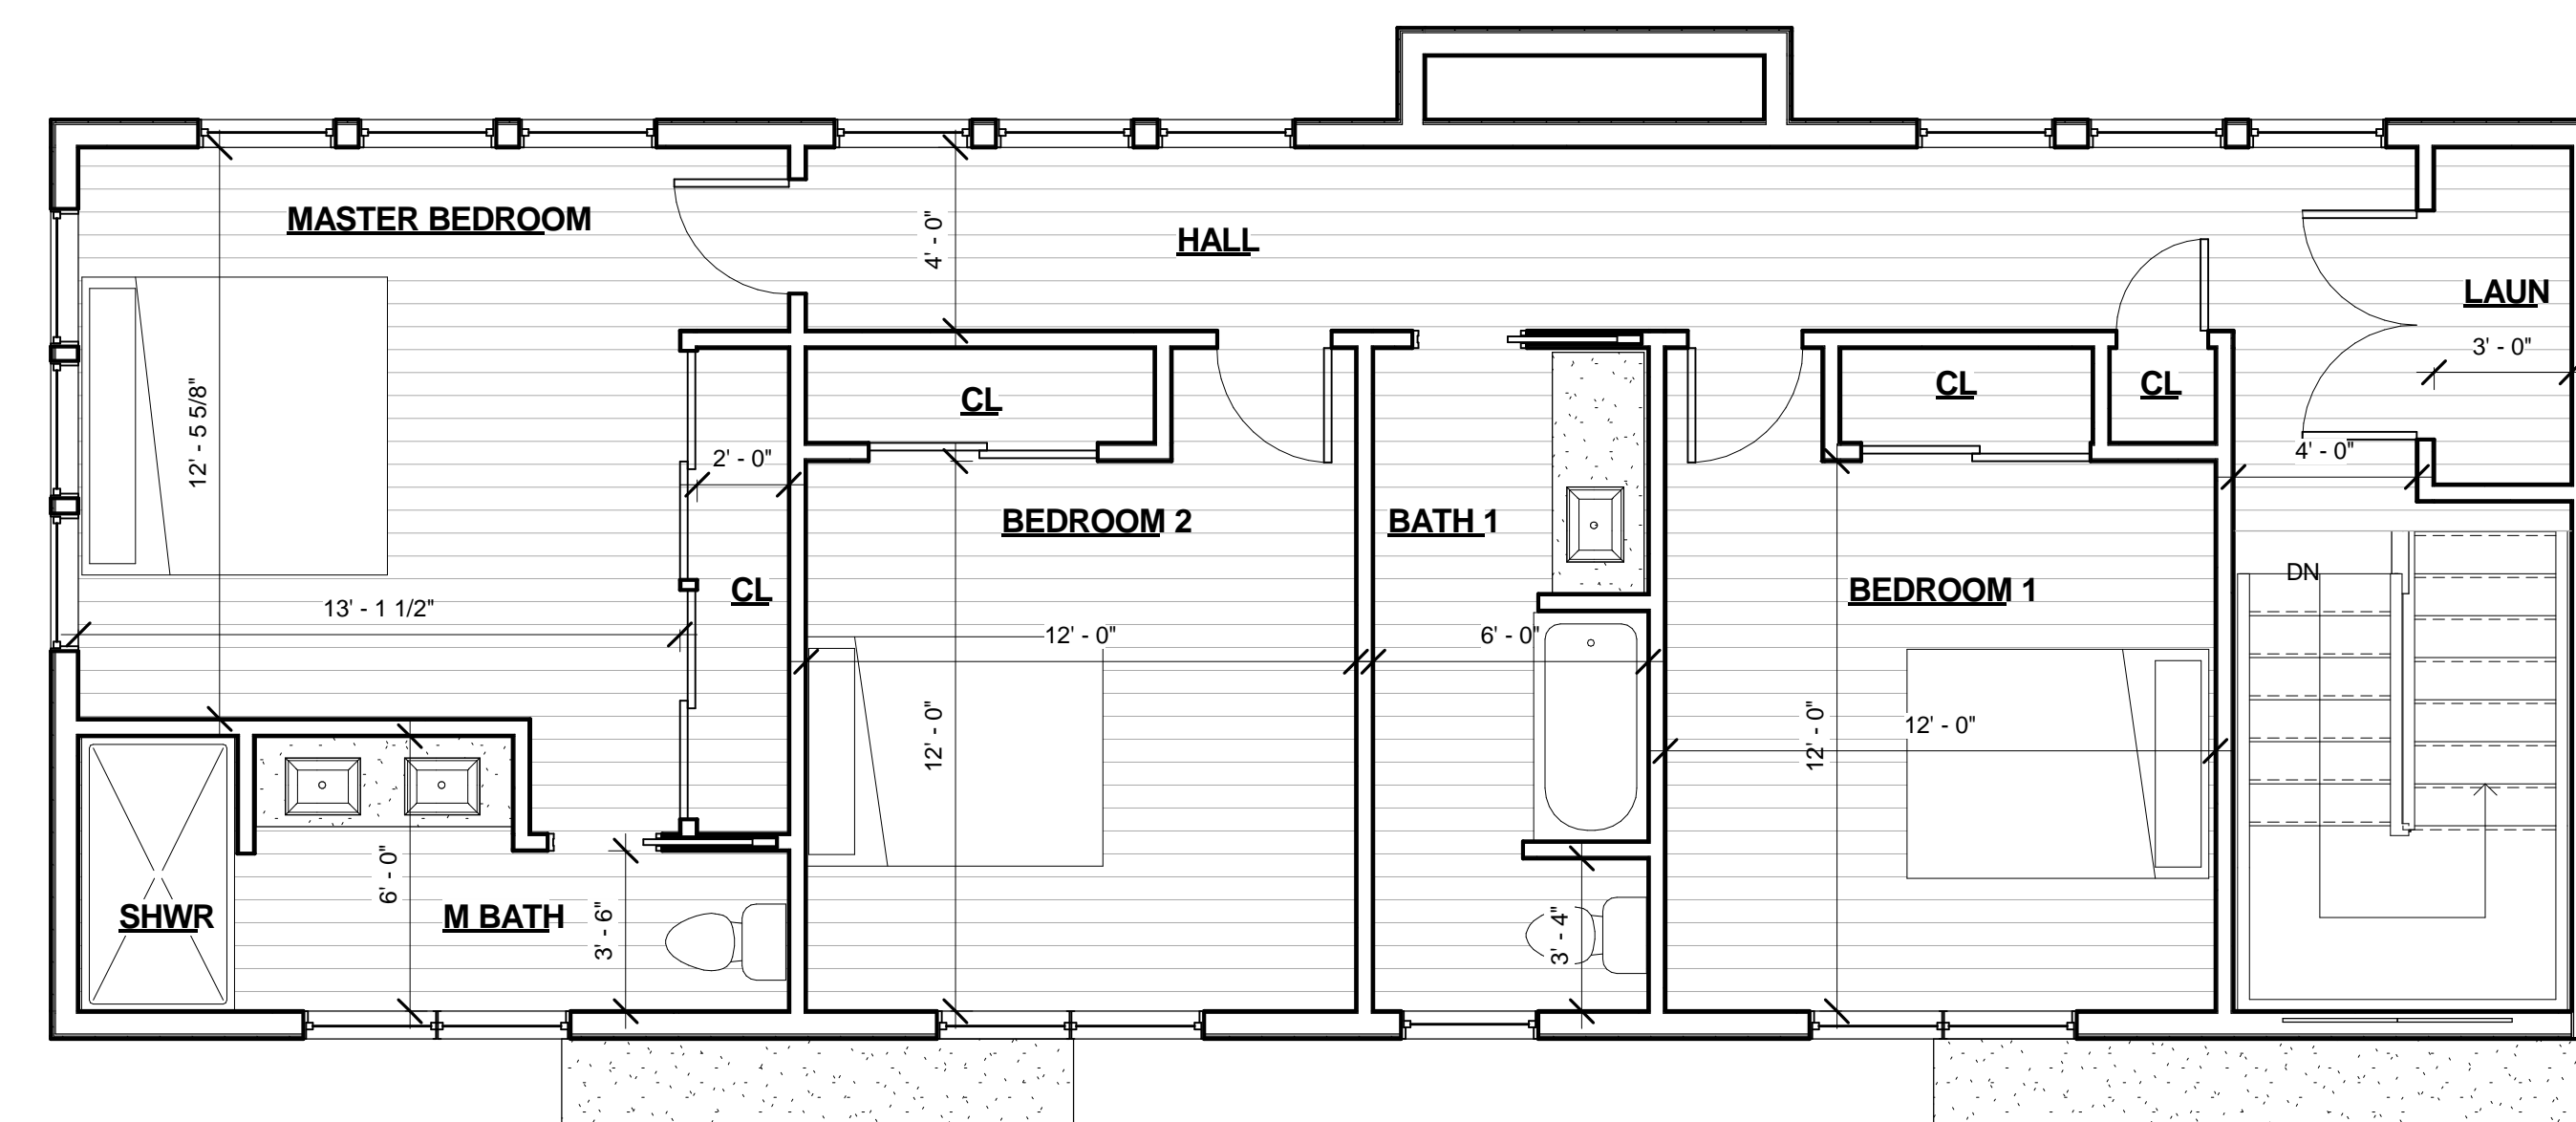 MASTER BEDROOM
HALL
4' - 0"
LAUN
3' - 0"
12' - 5 5/8"
CL
CL
CL
2' - 0"
4' - 0"
BEDROOM 2
BATH 1
DN
CL
BEDROOM 1
13' - 1 1/2"
12' - 0"
6' - 0"
12' - 0"
12' - 0"
12' - 0"
6' - 0"
SHWR
M BATH
3' - 6"
3' - 4"